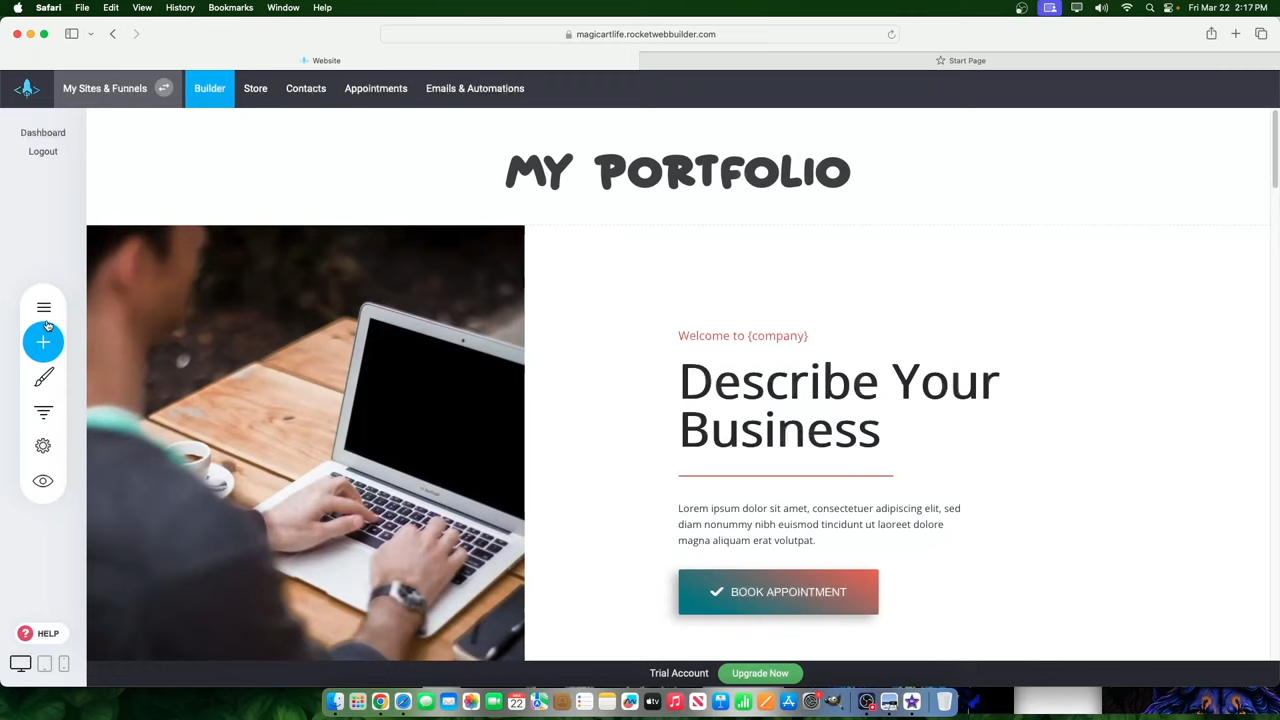 Safari File Edit View History Bookmarks Window Help Fri Mar 22 2:17 PM
magicartlife.rocketwebbuilder.com
Website Start Page
My Sites & Funnels Builder Store Contacts Appointments Emails & Automations
Dashboard
Logout
MY PORTFOLIO
Welcome to {company}
Describe Your
Business
Lorem ipsum dolor sit amet, consectetuer adipiscing elit, sed
diam nonummy nibh euismod tincidunt ut laoreet dolore
magna aliquam erat volutpat.
BOOK APPOINTMENT
? HELP
Trial Account Upgrade Now
22